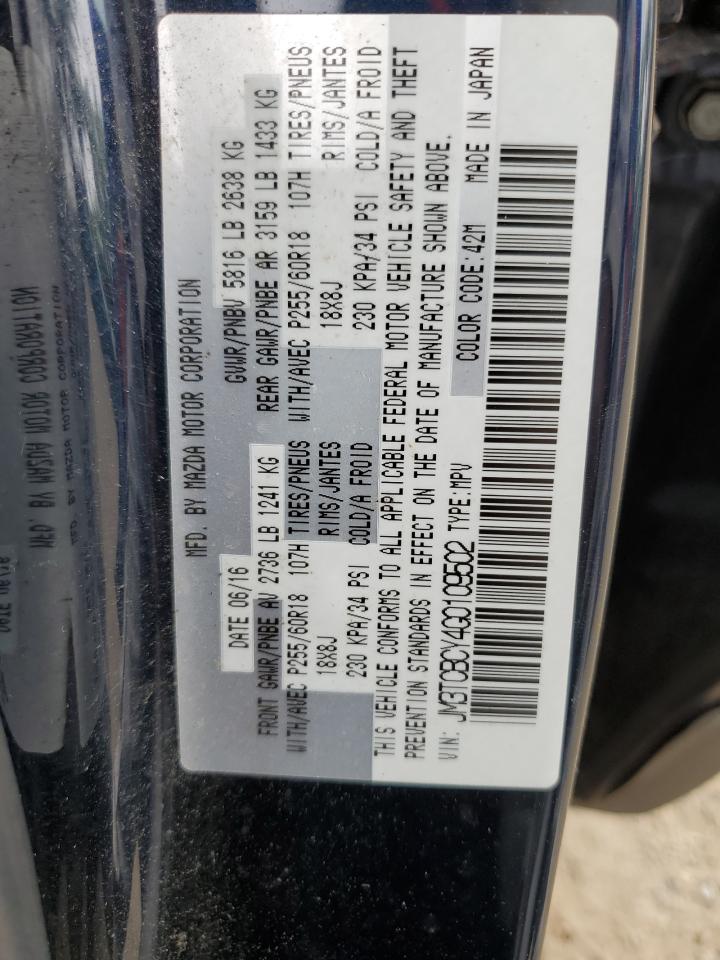 MFD. BY MAZDA MOTOR CORPORATION
DATE 06/16 GVWR/PNBV 5816 LB 2638 KG
FRONT GAWR/PNBE AV 2736 LB 1241 KG REAR GAWR/PNBE AR 3159 LB 1433 KG
WITH/AVEC P255/60R18 107H TIRES/PNEUS WITH/AVEC P255/60R18 107H TIRES/PNEUS
18X8J RIMS/JANTES 18X8J RIMS/JANTES
230 KPA/34 PSI COLD/A FROID 230 KPA/34 PSI COLD/A FROID
THIS VEHICLE CONFORMS TO ALL APPLICABLE FEDERAL MOTOR VEHICLE SAFETY AND THEFT
PREVENTION STANDARDS IN EFFECT ON THE DATE OF MANUFACTURE SHOWN ABOVE.
VIN: JM3TCBCY4G0109502 TYPE:MPV COLOR CODE:42M MADE IN JAPAN
MFD. BY MAZDA MOTOR CORPORATION